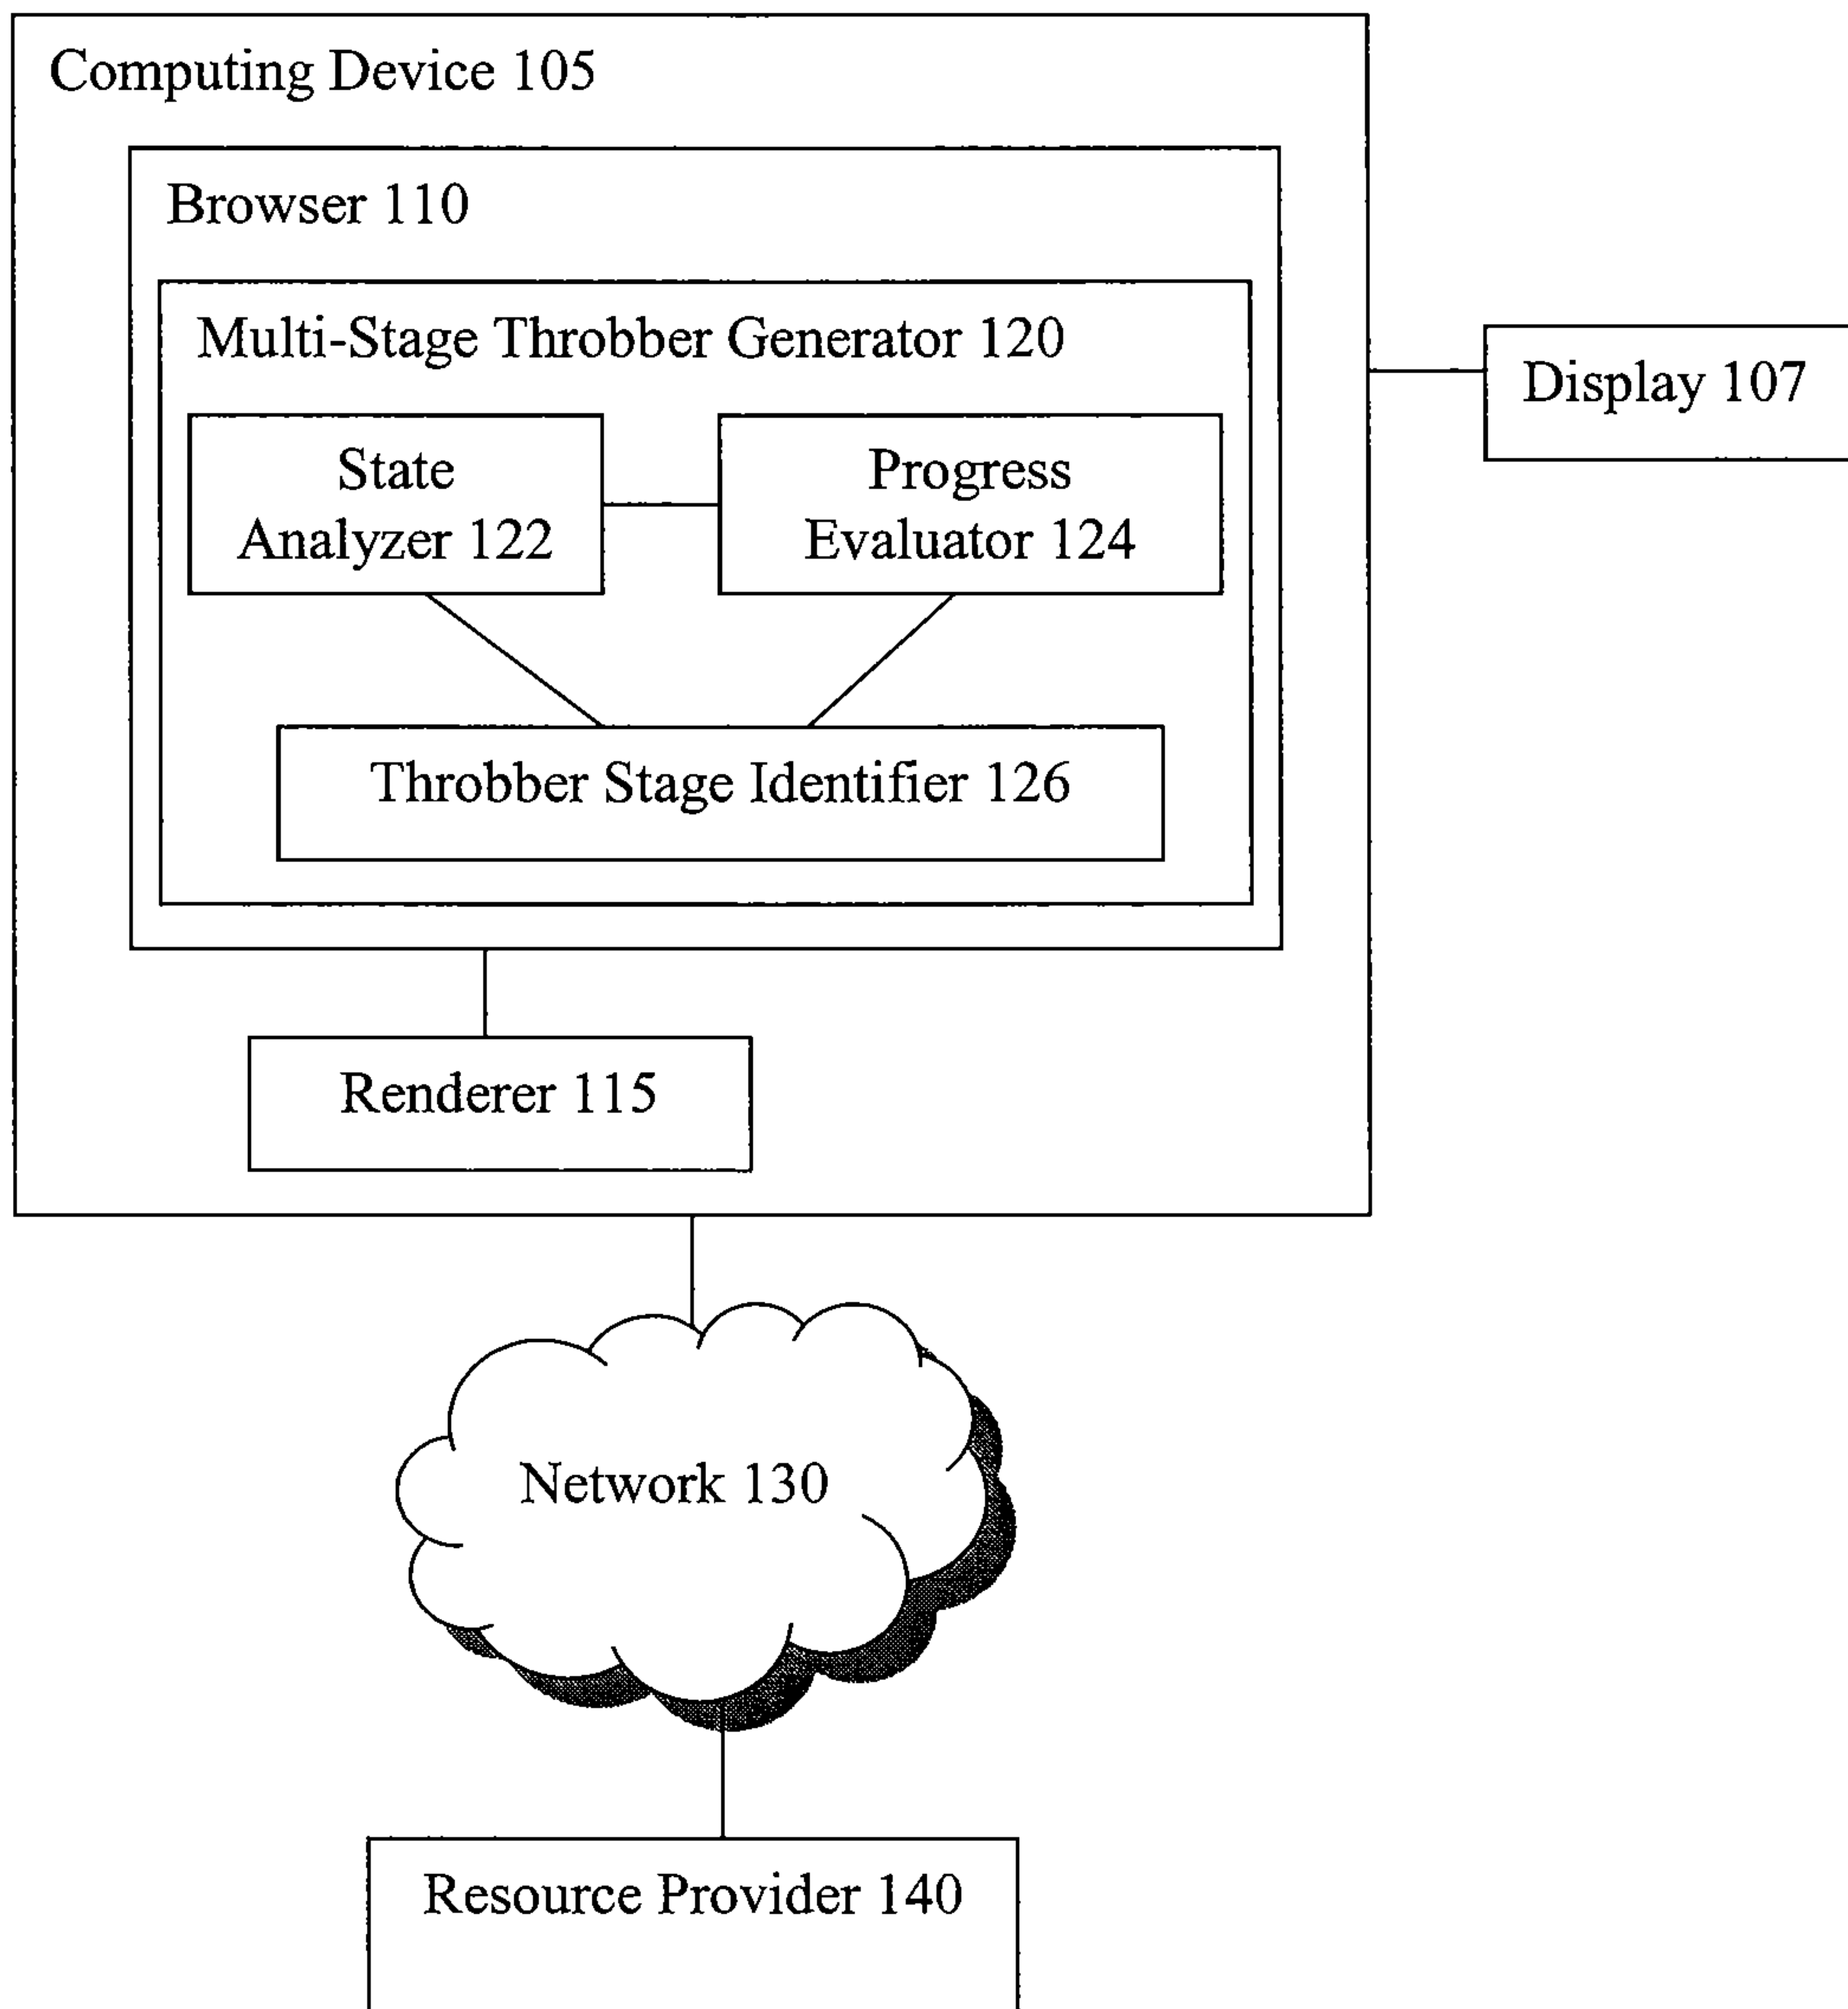 Computing Device 105
Browser 110
Multi-Stage Throbber Generator 120
Display 107
State
Analyzer 122
Progress
Evaluator 124
Throbber Stage Identifier 126
Renderer 115
Network 130
Resource Provider 140